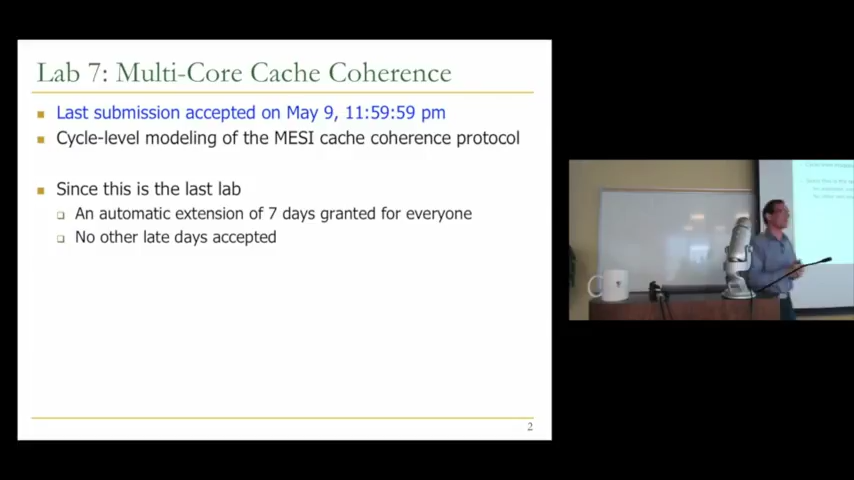 Lab 7: Multi-Core Cache Coherence
Last submission accepted on May 9, 11:59:59 pm
Cycle-level modeling of the MESI cache coherence protocol
Since this is the last lab
An automatic extension of 7 days granted for everyone
No other late days accepted
2